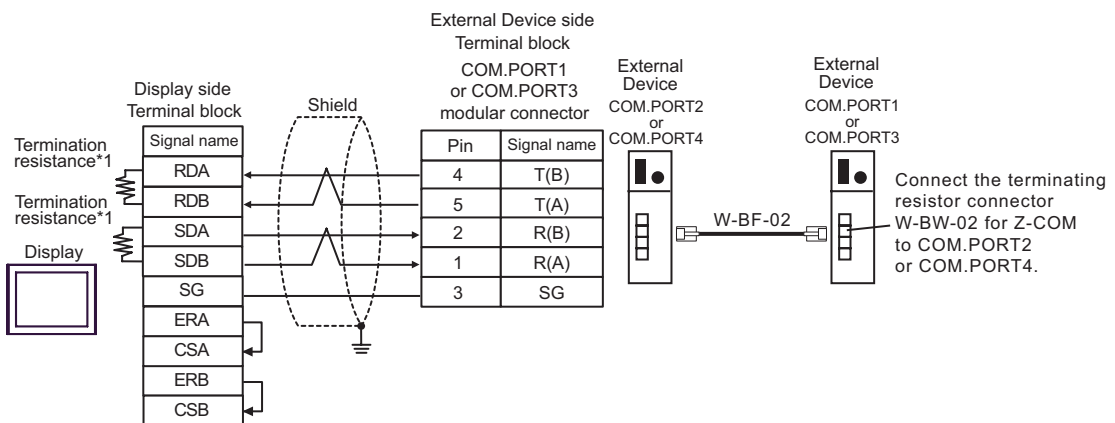 External Device side
Terminal block
COM.PORT1
or COM.PORT3
modular connector
External
Device
COM.PORT2
or
COM.PORT4
External
Device
COM.PORT1
or
COM.PORT3
Display side
Terminal block
Shield
Termination
resistance*1
Termination
resistance*1
Display
Signal name
RDA
RDB
SDA
SDB
SG
ERA
CSA
ERB
CSB
Pin Signal name
4 T(B)
5 T(A)
2 R(B)
1 R(A)
3 SG
W-BF-02
Connect the terminating
resistor connector
W-BW-02 for Z-COM
to COM.PORT2
or COM.PORT4.